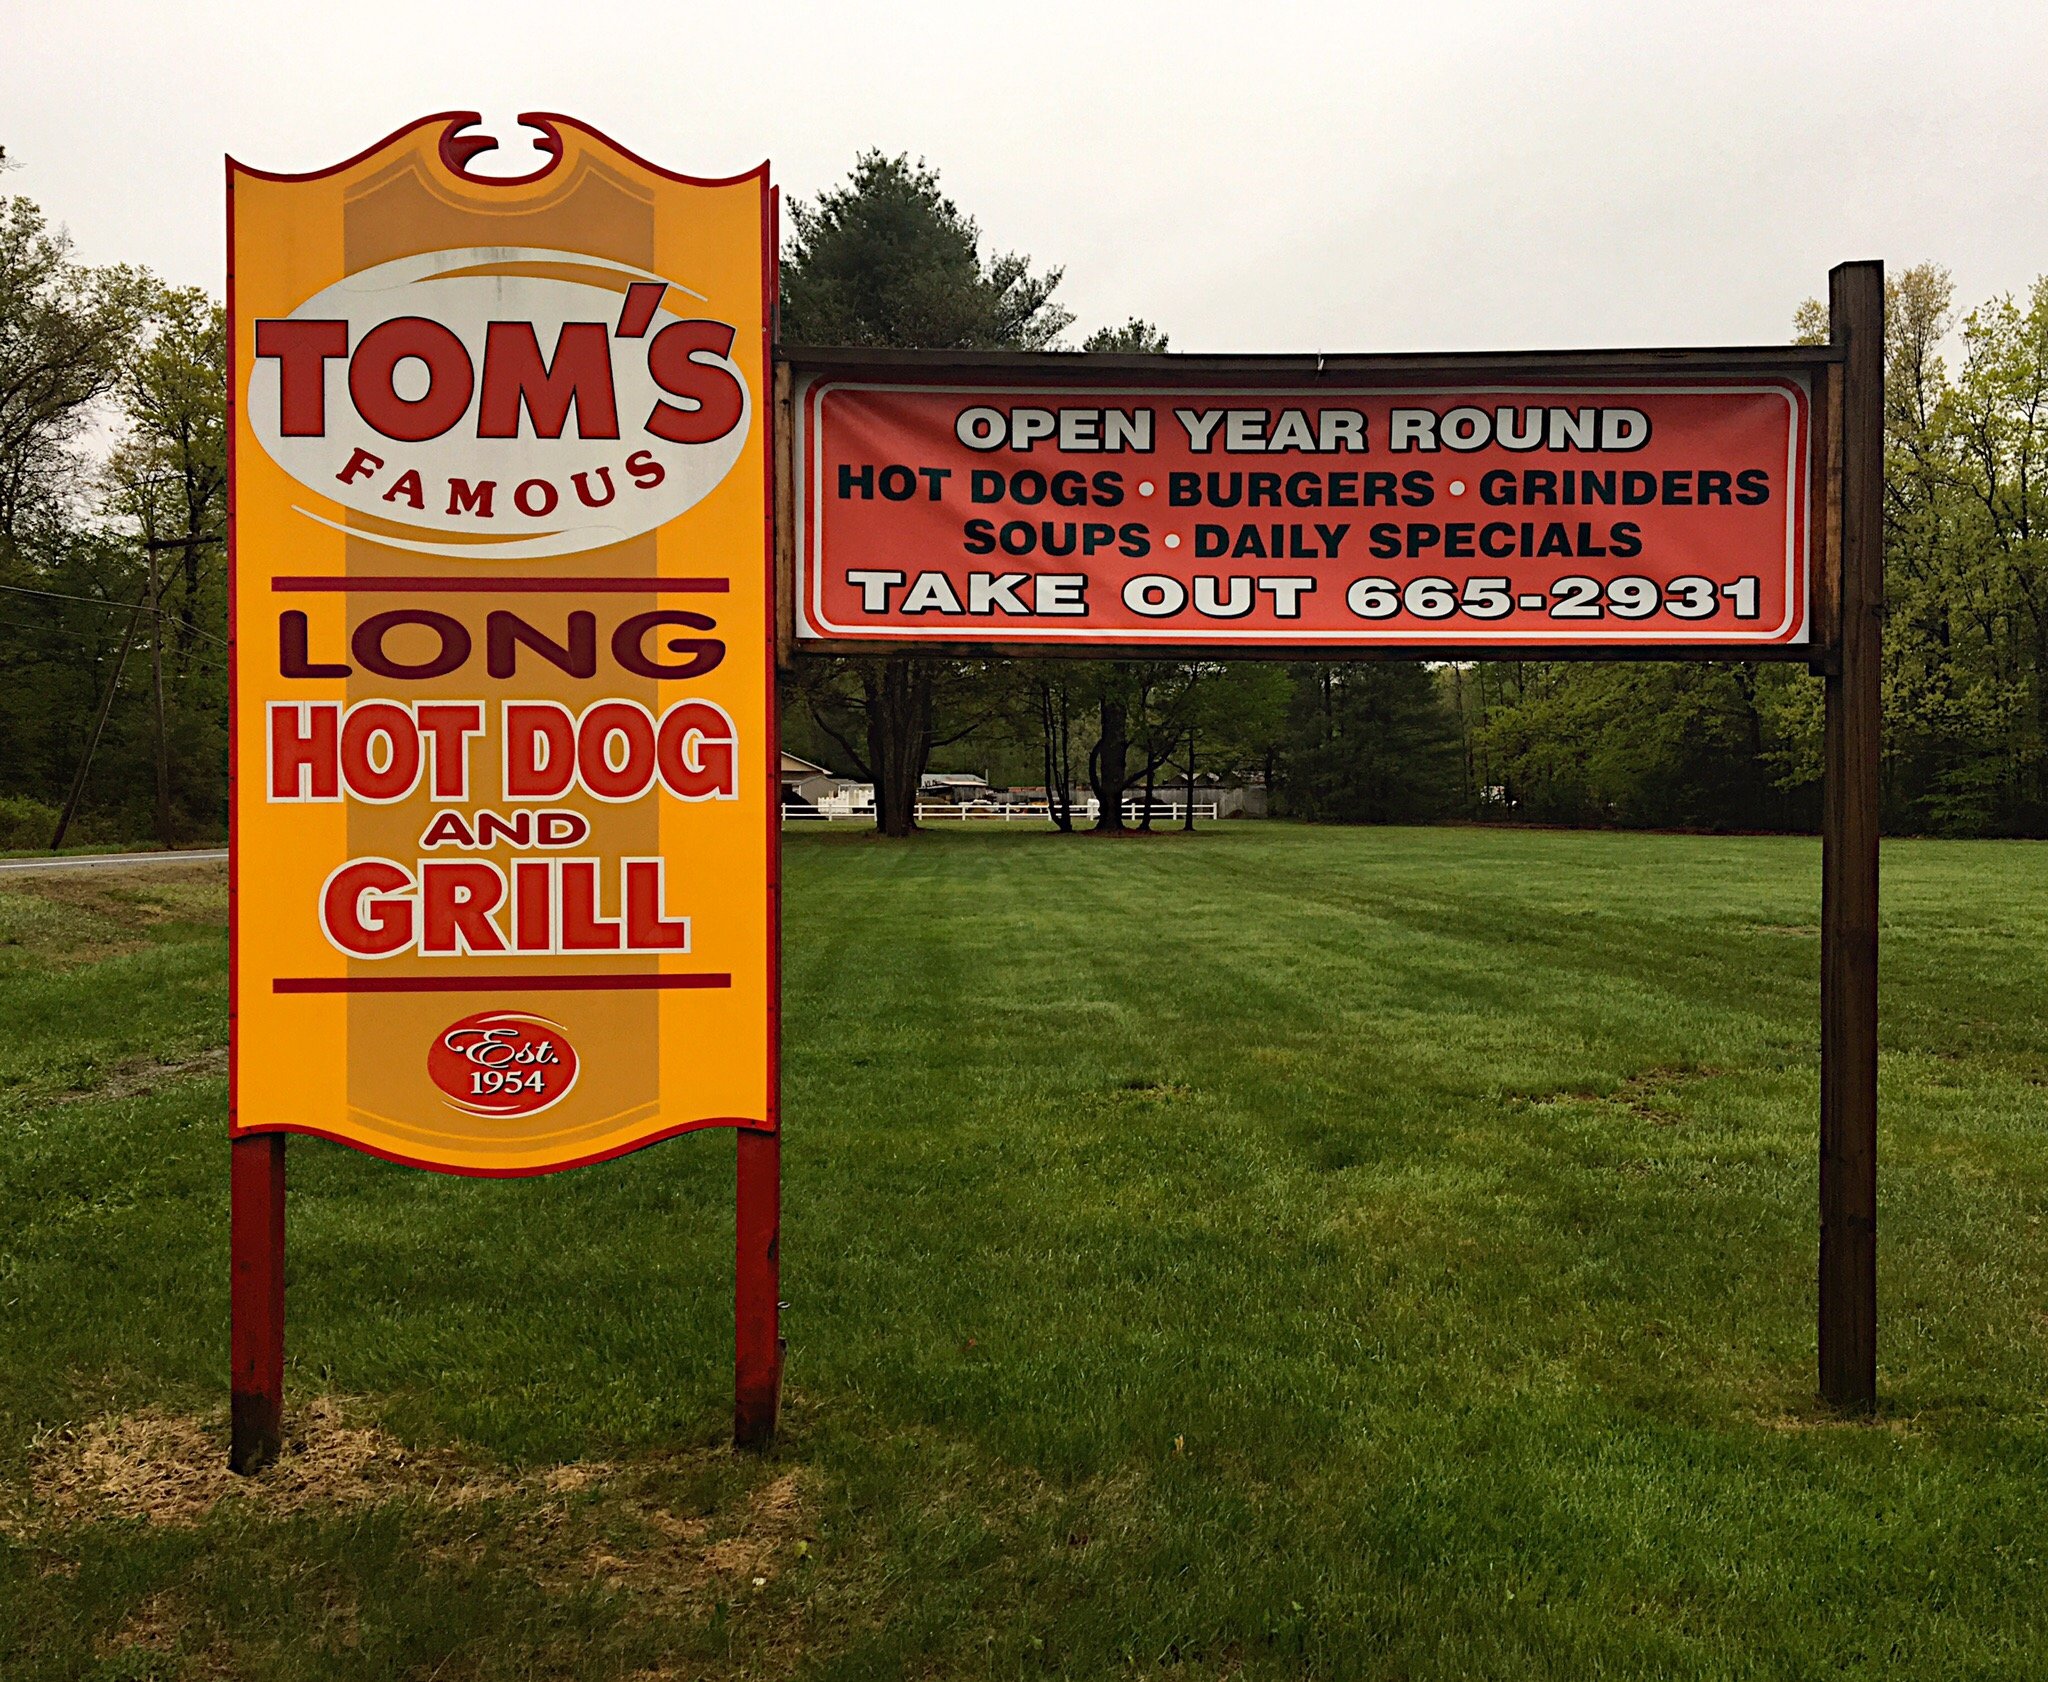 TOM'S
FAMOUS
LONG
HOT DOG
AND
GRILL
Est.
1954
OPEN YEAR ROUND
HOT DOGS • BURGERS • GRINDERS
SOUPS • DAILY SPECIALS
TAKE OUT 665-2931